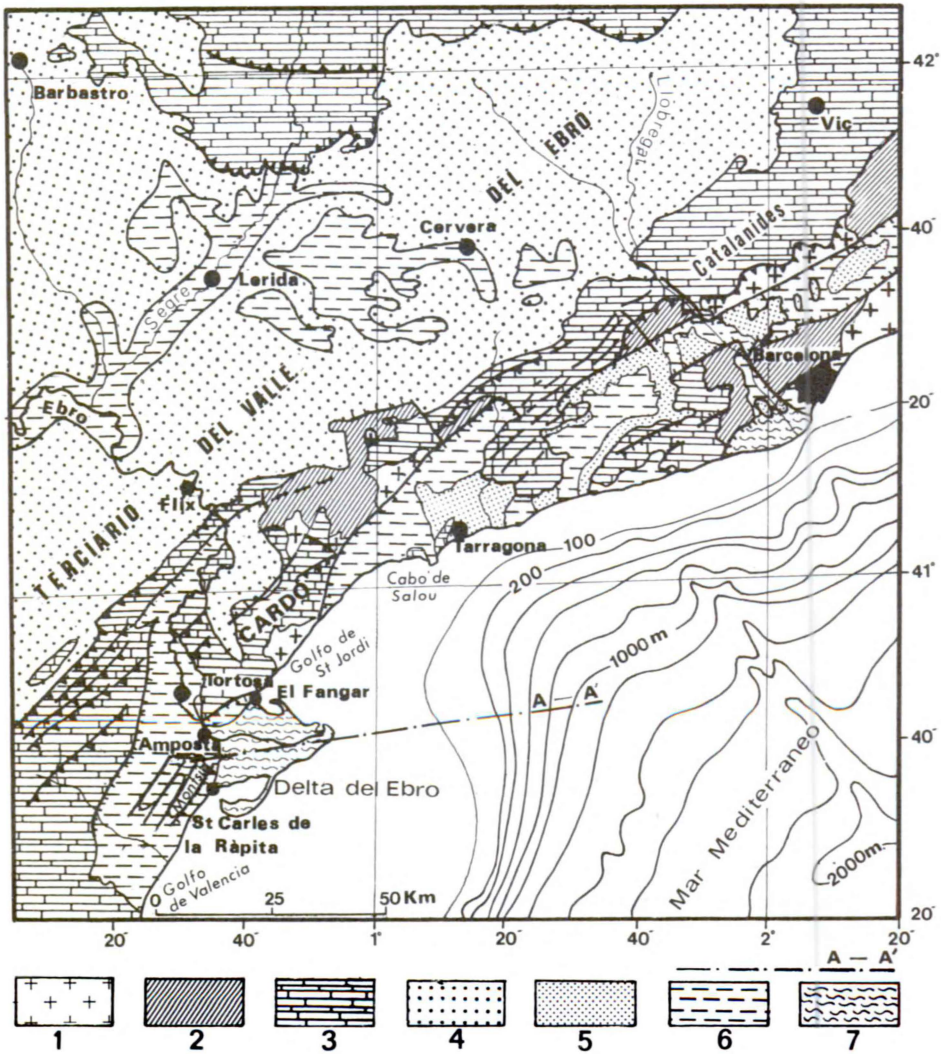 42°
Barbastro
Vic
Llobregat
TERCIARIO DEL VALLE DEL EBRO
Catalanides
40'
Cervera
Lerida
Segre
Barcelona
Ebro
20'
Flix
Tarragona
100
200
Cabo de
Salou
41°
CARDÓ
Golfo de
St Jordi
1000 m
Tortosa
El Fangar
A — A'
Amposta
40'
Montsiá
Delta del Ebro
St Carles de
la Ràpita
Mar Mediterraneo
2000 m.
Golfo
de Valencia
0 25 50 Km
20'
20' 40' 1° 20' 40' 2° 20'
A — A'
1 2 3 4 5 6 7